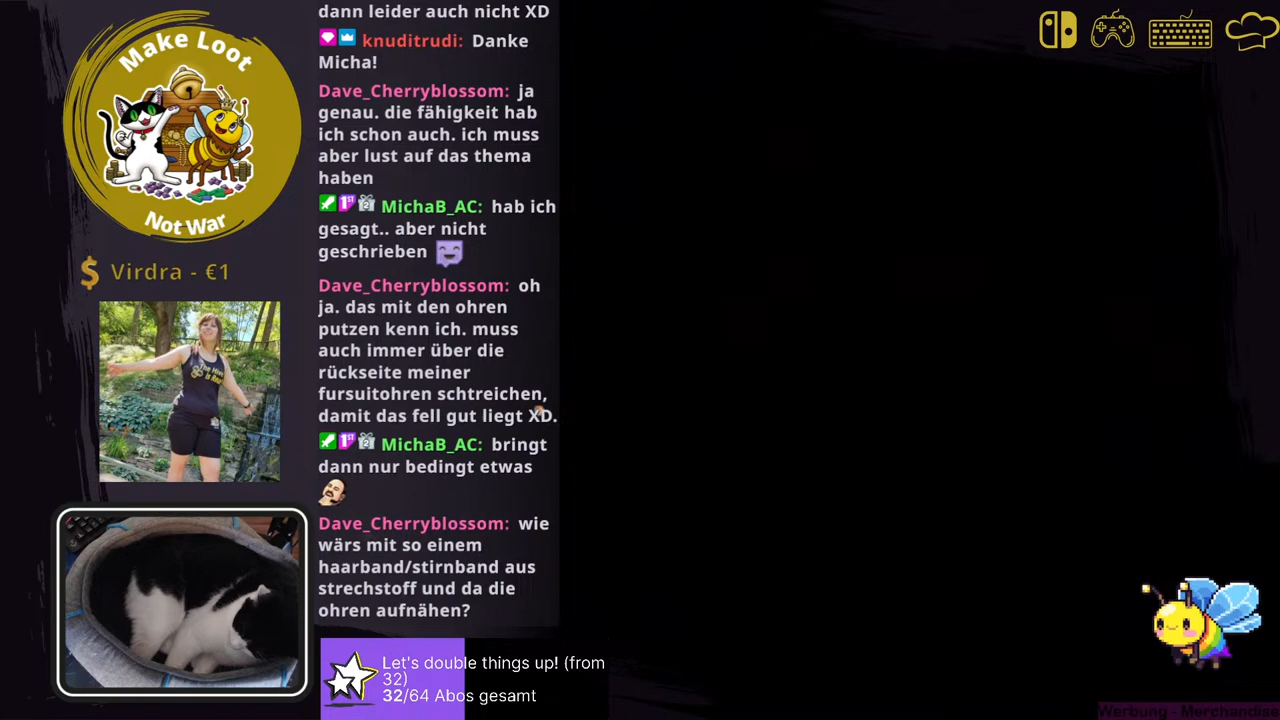 Make Loot
Not War
$ Virdra - €1
dann leider auch nicht XD
knuditrudi: Danke
Micha!
Dave_Cherryblossom: ja
genau. die fähigkeit hab
ich schon auch. ich muss
aber lust auf das thema
haben
MichaB_AC: hab ich
gesagt.. aber nicht
geschrieben
Dave_Cherryblossom: oh
ja. das mit den ohren
putzen kenn ich. muss
auch immer über die
rückseite meiner
fursuitohren schtreichen,
damit das fell gut liegt XD.
MichaB_AC: bringt
dann nur bedingt etwas
Dave_Cherryblossom: wie
wärs mit so einem
haarband/stirnband aus
strechstoff und da die
ohren aufnähen?
Let's double things up! (from
32)
32/64 Abos gesamt
Werbung - Merchandise